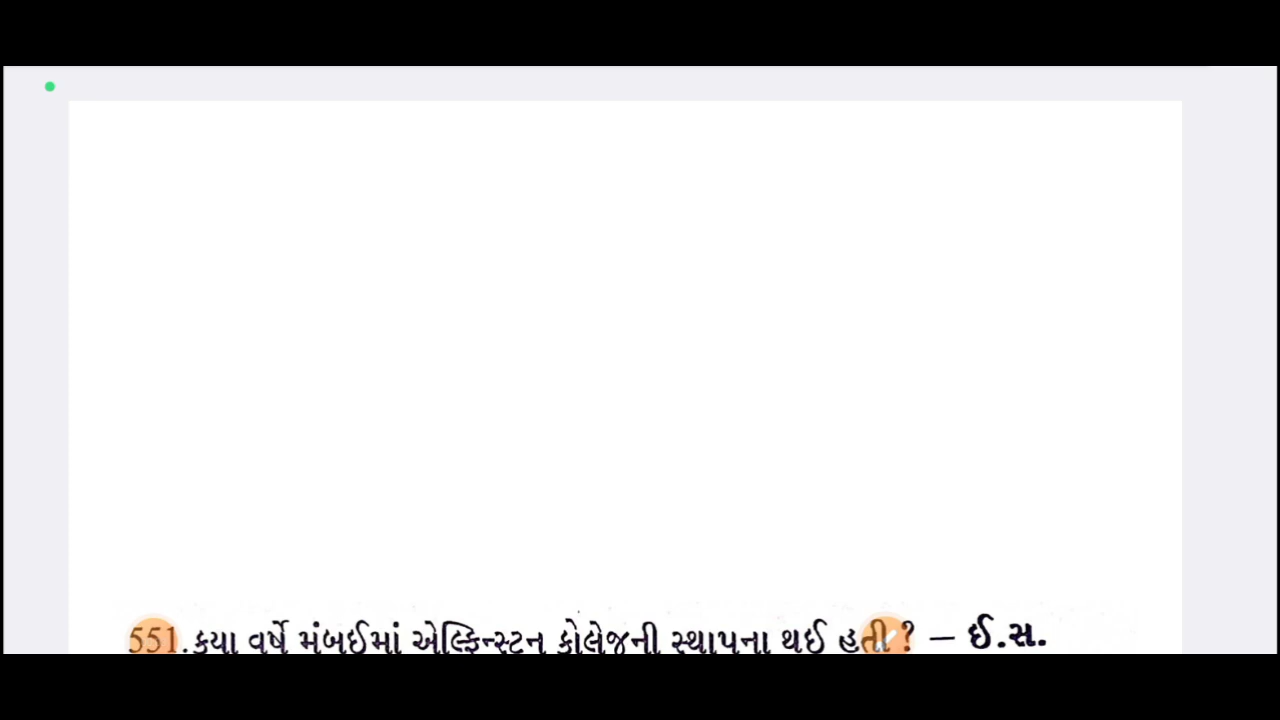 551.કયા વર્ષે મંબઈમાં એલ્ફિન્સ્ટન કોલેજની સ્થાપના થઈ હતી ? – ઈ.સ.